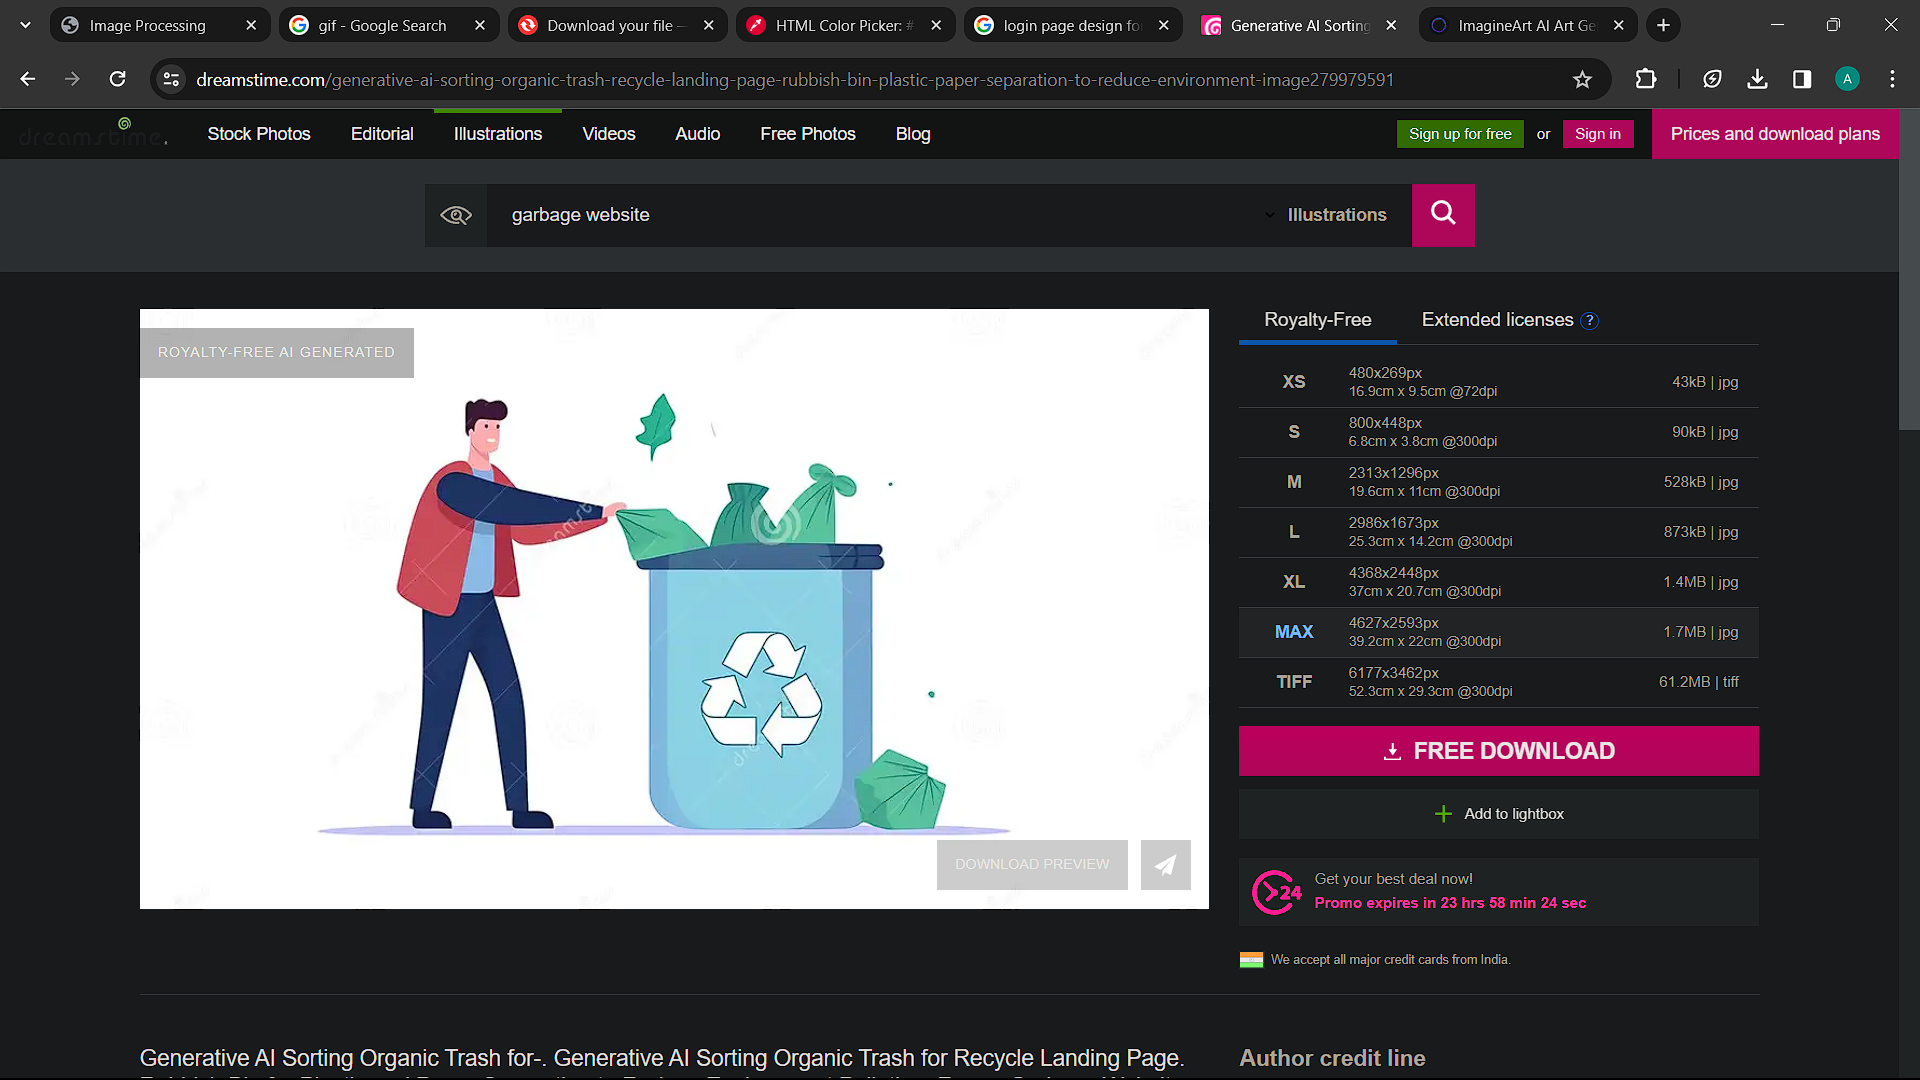 Image Processing
gif - Google Search
Download your file –
HTML Color Picker: #
login page design fo
Generative AI Sorting
ImagineArt AI Art Ge
dreamstime.com/generative-ai-sorting-organic-trash-recycle-landing-page-rubbish-bin-plastic-paper-separation-to-reduce-environment-image279979591
A
dreamstime.
Stock Photos
Editorial
Illustrations
Videos
Audio
Free Photos
Blog
Sign up for free
or
Sign in
Prices and download plans
garbage website
Illustrations
ROYALTY-FREE AI GENERATED
DOWNLOAD PREVIEW
Royalty-Free
Extended licenses ?
XS
480x269px
16.9cm x 9.5cm @72dpi
43kB | jpg
S
800x448px
6.8cm x 3.8cm @300dpi
90kB | jpg
M
2313x1296px
19.6cm x 11cm @300dpi
528kB | jpg
L
2986x1673px
25.3cm x 14.2cm @300dpi
873kB | jpg
XL
4368x2448px
37cm x 20.7cm @300dpi
1.4MB | jpg
MAX
4627x2593px
39.2cm x 22cm @300dpi
1.7MB | jpg
TIFF
6177x3462px
52.3cm x 29.3cm @300dpi
61.2MB | tiff
FREE DOWNLOAD
Add to lightbox
24
Get your best deal now!
Promo expires in 23 hrs 58 min 24 sec
We accept all major credit cards from India.
Generative AI Sorting Organic Trash for-. Generative AI Sorting Organic Trash for Recycle Landing Page.
Author credit line